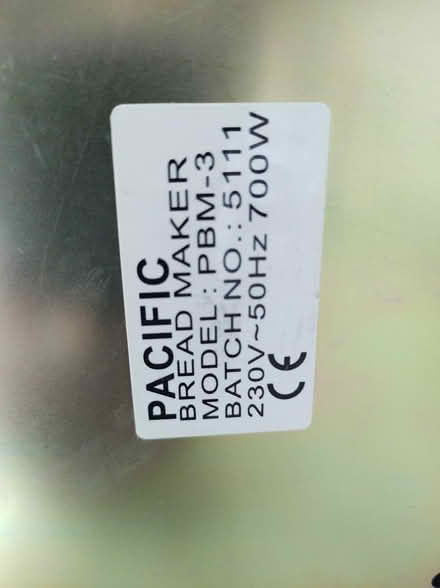 PACIFIC
BREAD MAKER
MODEL: PBM-3
BATCH NO.: 5111
230V~50Hz 700W
CE